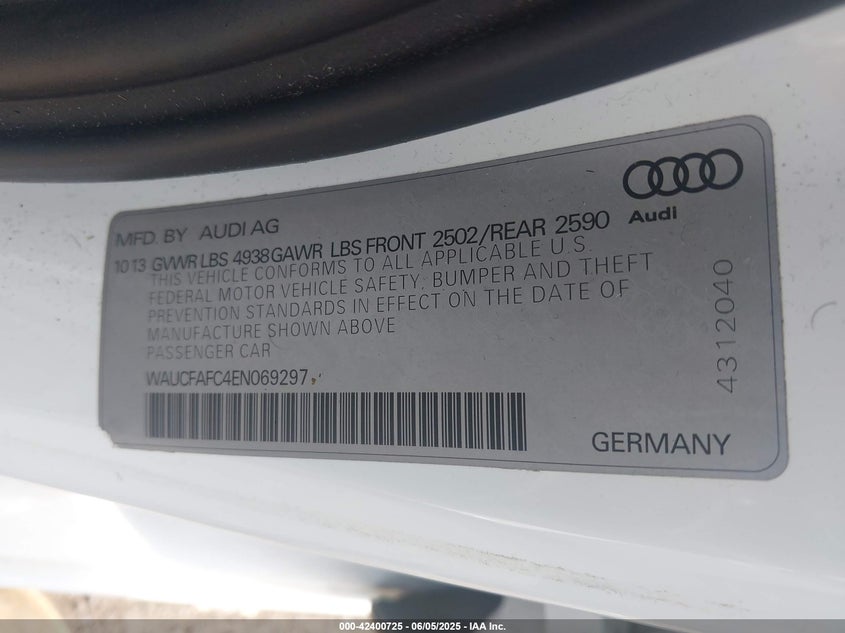 Audi
MFD. BY AUDI AG
10 13 GVWR LBS 4938 GAWR LBS FRONT 2502/REAR 2590
THIS VEHICLE CONFORMS TO ALL APPLICABLE U.S.
FEDERAL MOTOR VEHICLE SAFETY, BUMPER AND THEFT
PREVENTION STANDARDS IN EFFECT ON THE DATE OF
MANUFACTURE SHOWN ABOVE
PASSENGER CAR
WAUCFAFC4EN069297
4312040
GERMANY
000-42400725 - 06/05/2025 - IAA Inc.